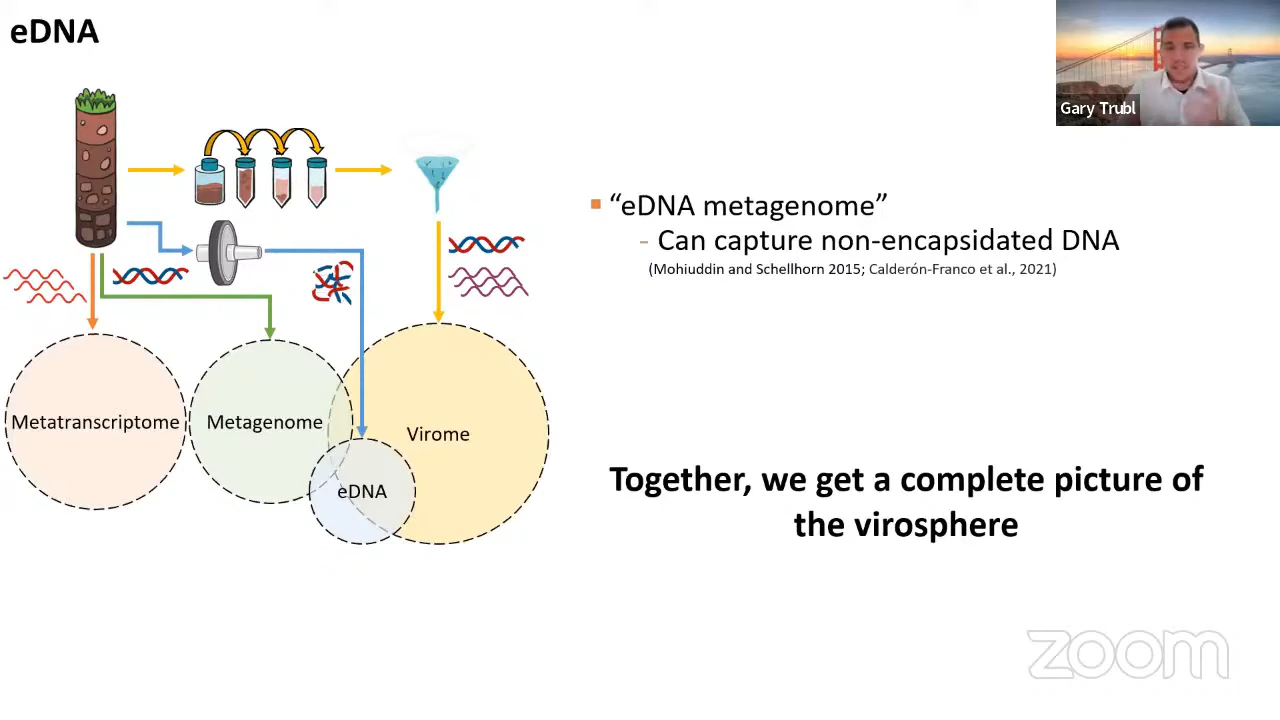 eDNA
Gary Trubl
“eDNA metagenome”
- Can capture non-encapsidated DNA
(Mohiuddin and Schellhorn 2015; Calderón-Franco et al., 2021)
Metatranscriptome
Metagenome
Virome
eDNA
Together, we get a complete picture of
the virosphere
zoom